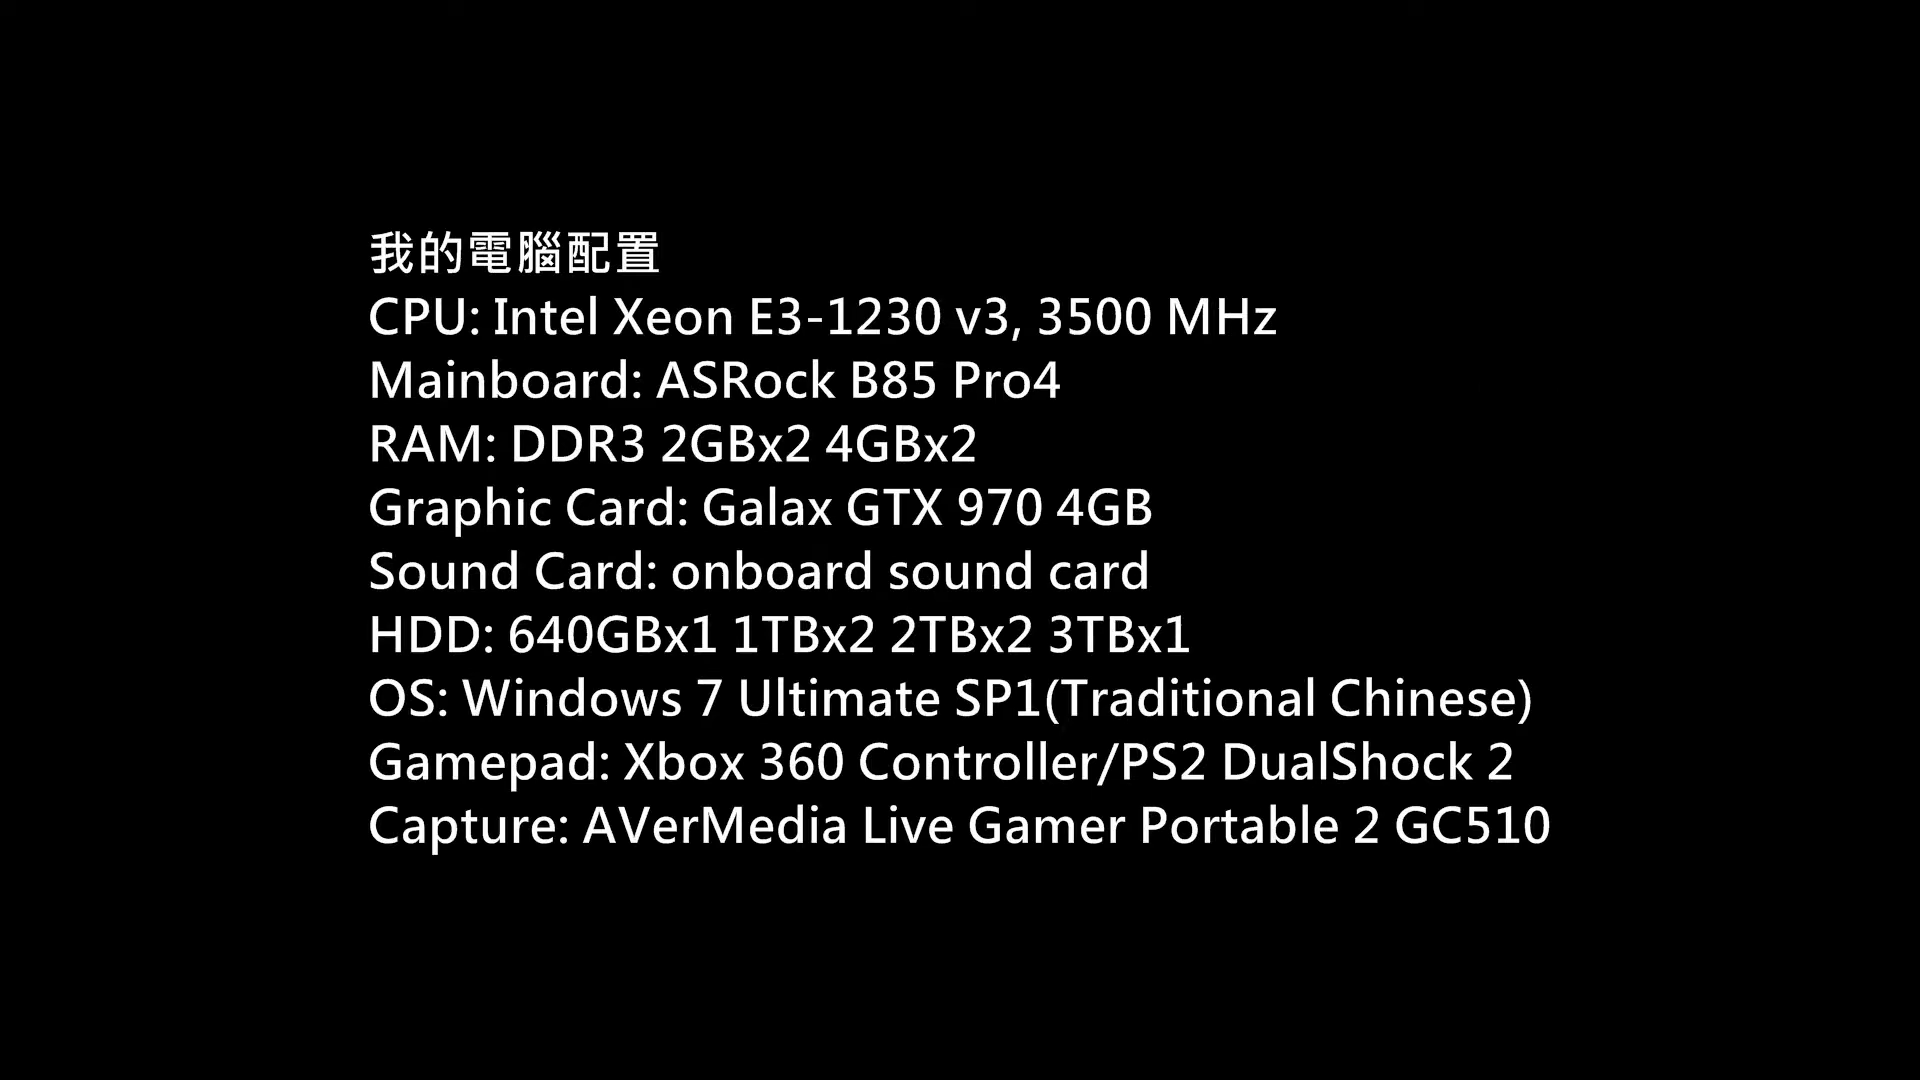 我的電腦配置
CPU: Intel Xeon E3-1230 v3, 3500 MHz
Mainboard: ASRock B85 Pro4
RAM: DDR3 2GBx2 4GBx2
Graphic Card: Galax GTX 970 4GB
Sound Card: onboard sound card
HDD: 640GBx1 1TBx2 2TBx2 3TBx1
OS: Windows 7 Ultimate SP1(Traditional Chinese)
Gamepad: Xbox 360 Controller/PS2 DualShock 2
Capture: AVerMedia Live Gamer Portable 2 GC510